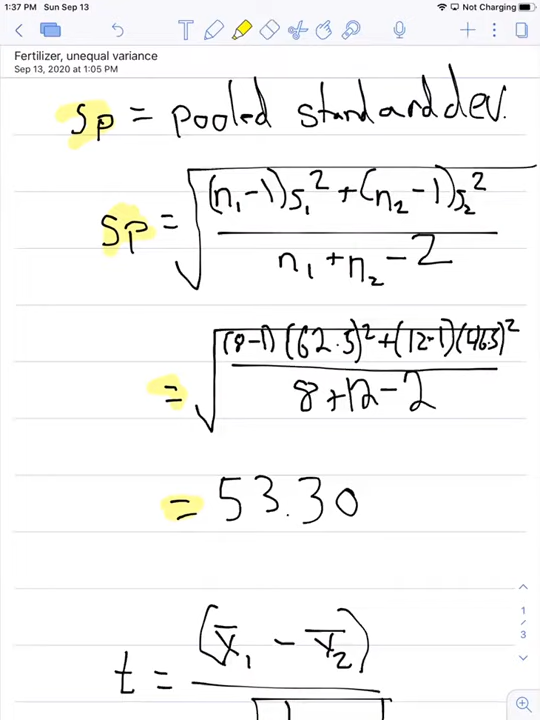 1:37 PM Sun Sep 13
Not Charging
T
Fertilizer, unequal variance
Sep 13, 2020 at 1:05 PM
Sp = pooled standard dev.
Sp = √((n₁-1)s₁² + (n₂-1)s₂² / n₁ + n₂ - 2)
= √((8-1)(62.5)² + (12-1)(46.5)² / 8 + 12 - 2)
= 53.30
1
/
3
t = (x̄₁ - x̄₂)